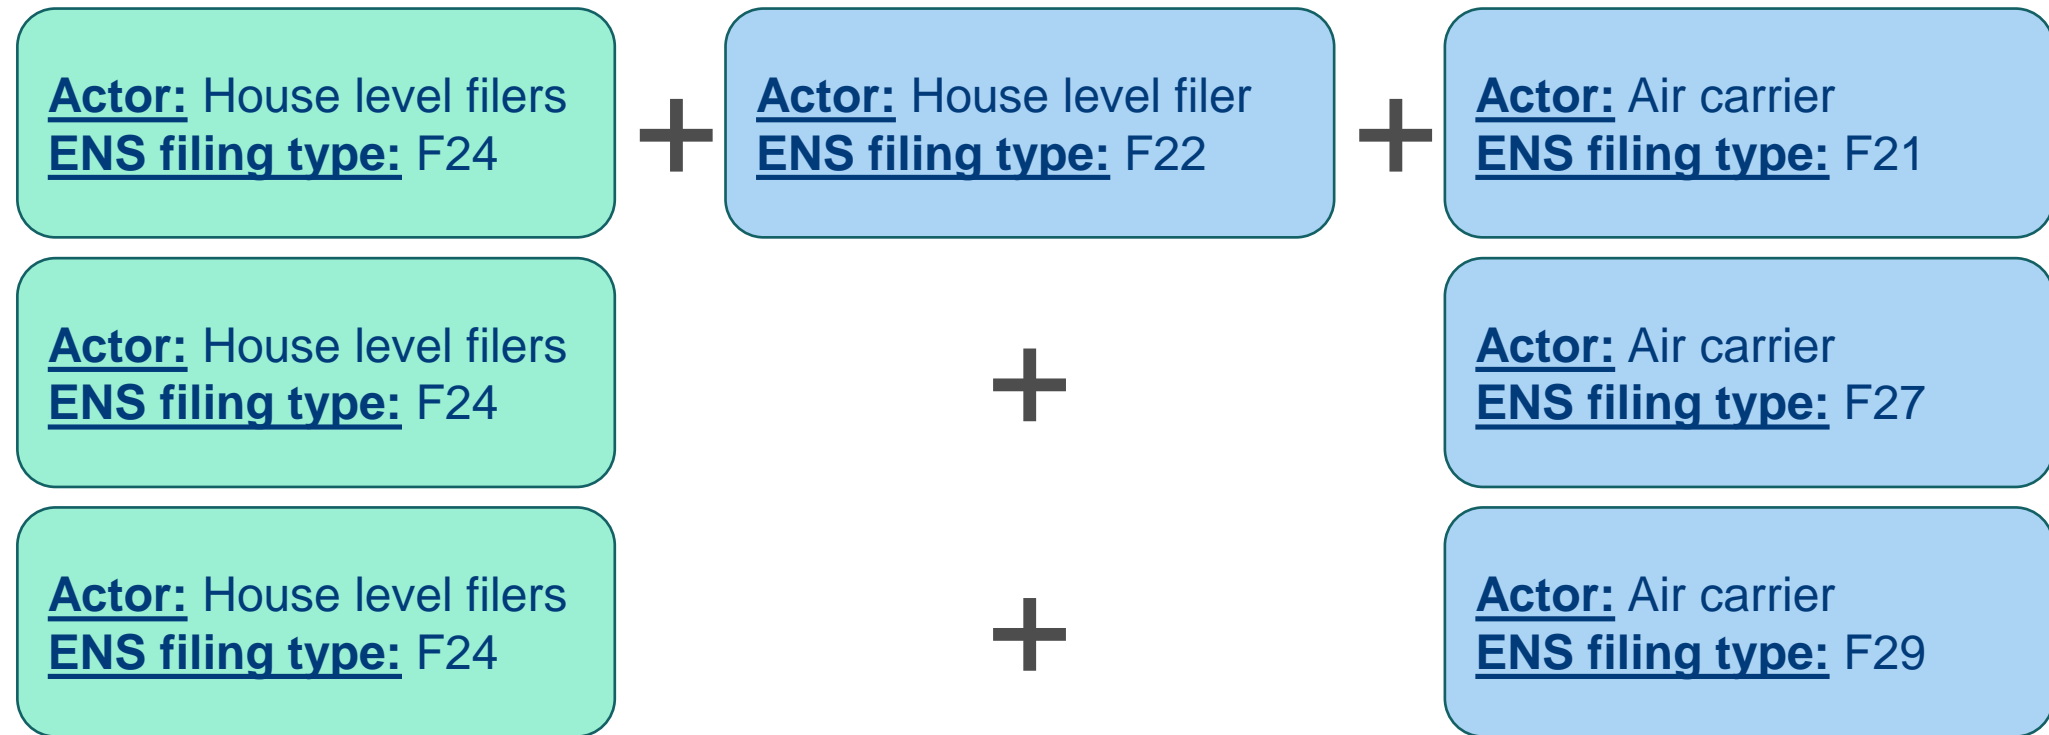 Actor: House level filers
ENS filing type: F24
+
Actor: House level filer
ENS filing type: F22
+
Actor: Air carrier
ENS filing type: F21
Actor: House level filers
ENS filing type: F24
+
Actor: Air carrier
ENS filing type: F27
Actor: House level filers
ENS filing type: F24
+
Actor: Air carrier
ENS filing type: F29